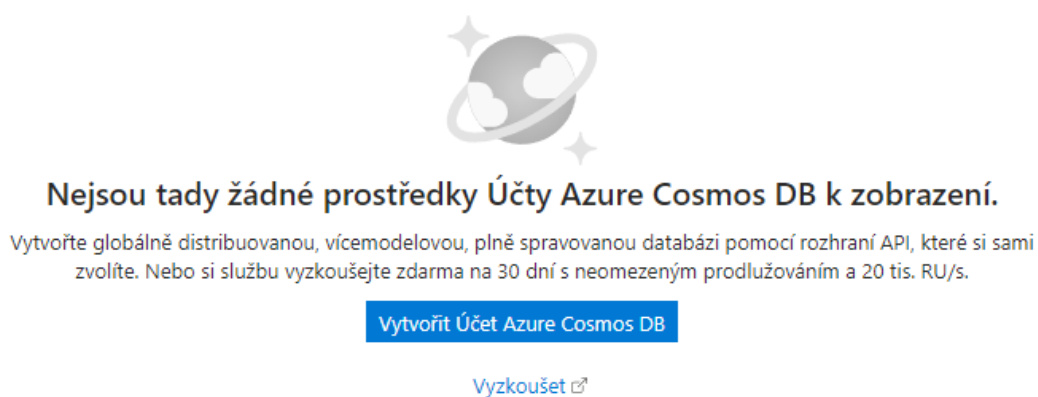 Nejsou tady žádné prostředky Účty Azure Cosmos DB k zobrazení.
Vytvořte globálně distribuovanou, vícemodelovou, plně spravovanou databázi pomocí rozhraní API, které si sami
zvolíte. Nebo si službu vyzkoušejte zdarma na 30 dní s neomezeným prodlužováním a 20 tis. RU/s.
Vytvořit Účet Azure Cosmos DB
Vyzkoušet